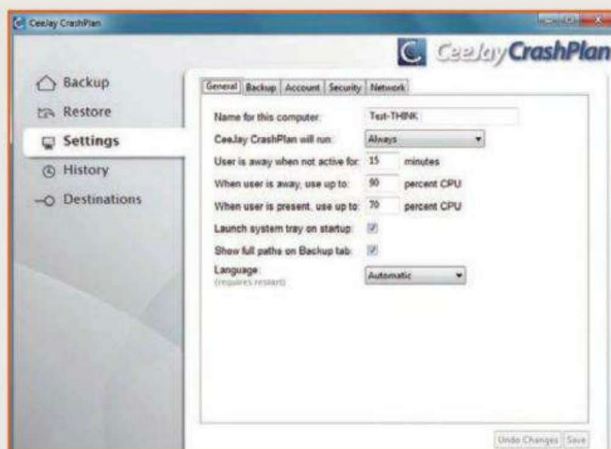 CeeJay CrashPlan
CeeJay CrashPlan
Backup
Restore
Settings
History
Destinations
General Backup Account Security Network
Name for this computer: Test-THINK
CeeJay CrashPlan will run: Always
User is away when not active for: 15 minutes
When user is away, use up to: 90 percent CPU
When user is present, use up to: 70 percent CPU
Launch system tray on startup:
Show full paths on Backup tab:
Language: Automatic
(requires restart)
Undo Changes Save